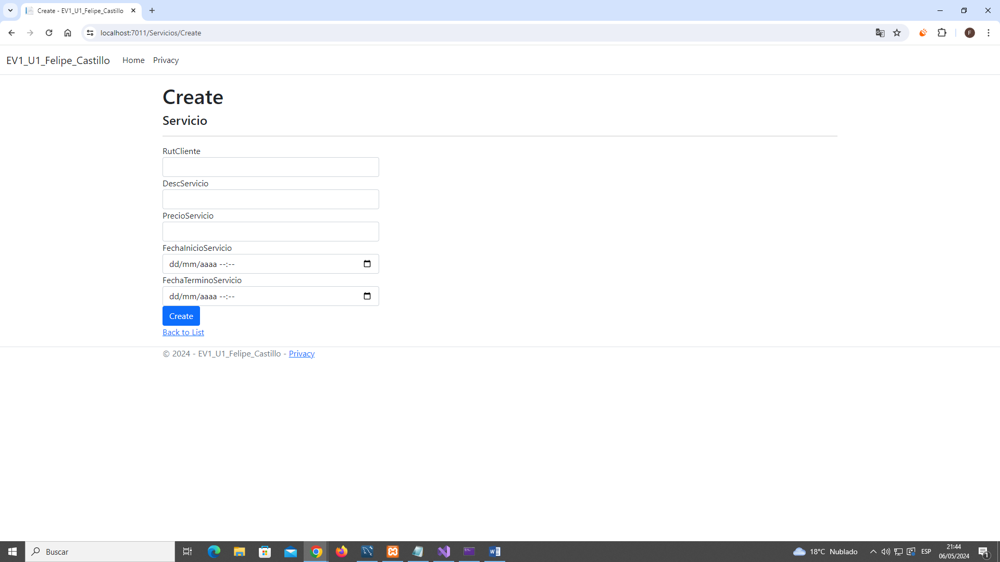 Create - EV1_U1_Felipe_Castillo
localhost:7011/Servicios/Create
F
EV1_U1_Felipe_Castillo Home Privacy
Create
Servicio
RutCliente
DescServicio
PrecioServicio
FechaInicioServicio
dd/mm/aaaa --:--
FechaTerminoServicio
dd/mm/aaaa --:--
Create
Back to List
© 2024 - EV1_U1_Felipe_Castillo - Privacy
Buscar
18°C Nublado
ESP
21:44
06/05/2024
1